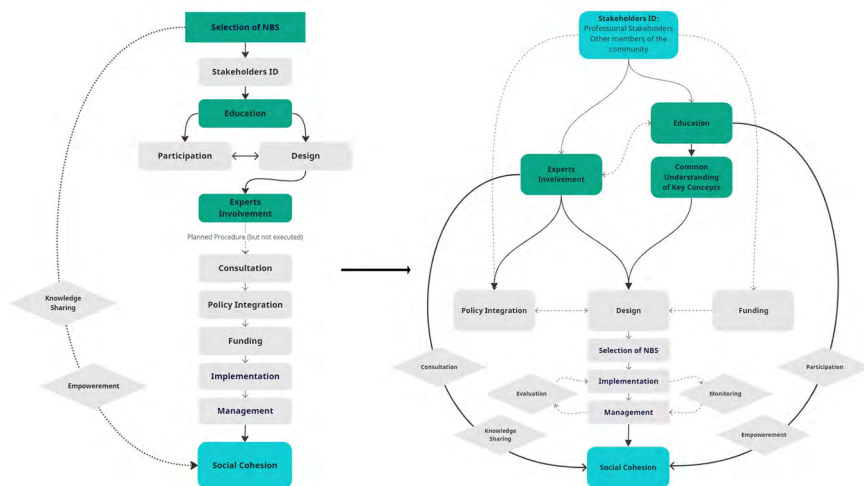 Selection of NBS
Stakeholders ID
Education
Participation
Design
Experts
Involvement
Planned Procedure (but not executed)
Consultation
Policy Integration
Funding
Implementation
Management
Social Cohesion
Knowledge
Sharing
Empowerement
Stakeholders ID:
Professional Stakeholders
Other members of the
community
Education
Experts
Involvement
Common
Understanding
of Key Concepts
Policy Integration
Design
Funding
Selection of NBS
Consultation
Implementation
Participation
Evaluation
Monitoring
Management
Knowledge
Sharing
Empowerement
Social Cohesion